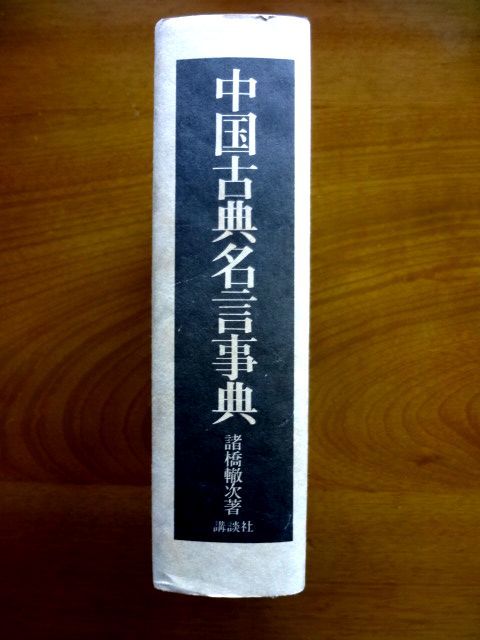 中国古典名言事典
諸橋轍次著
講談社